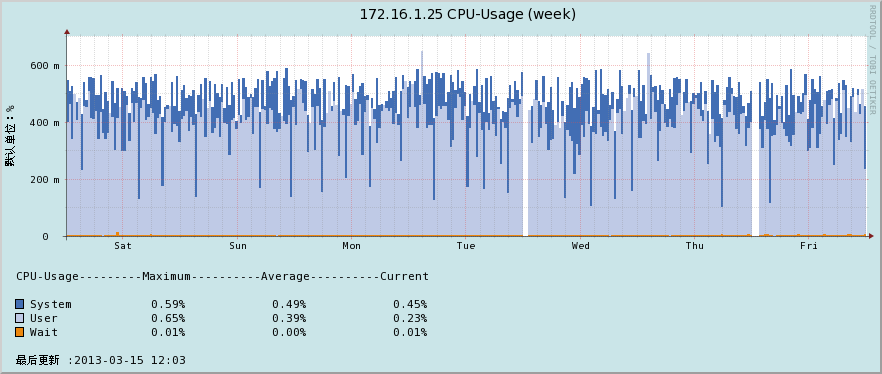 172.16.1.25 CPU-Usage (week)
RRDTOOL / TOBI OETIKER
默认单位：%
600 m
400 m
200 m
0
Sat Sun Mon Tue Wed Thu Fri
CPU-Usage---------Maximum----------Average----------Current
System 0.59% 0.49% 0.45%
User 0.65% 0.39% 0.23%
Wait 0.01% 0.00% 0.01%
最后更新 :2013-03-15 12:03